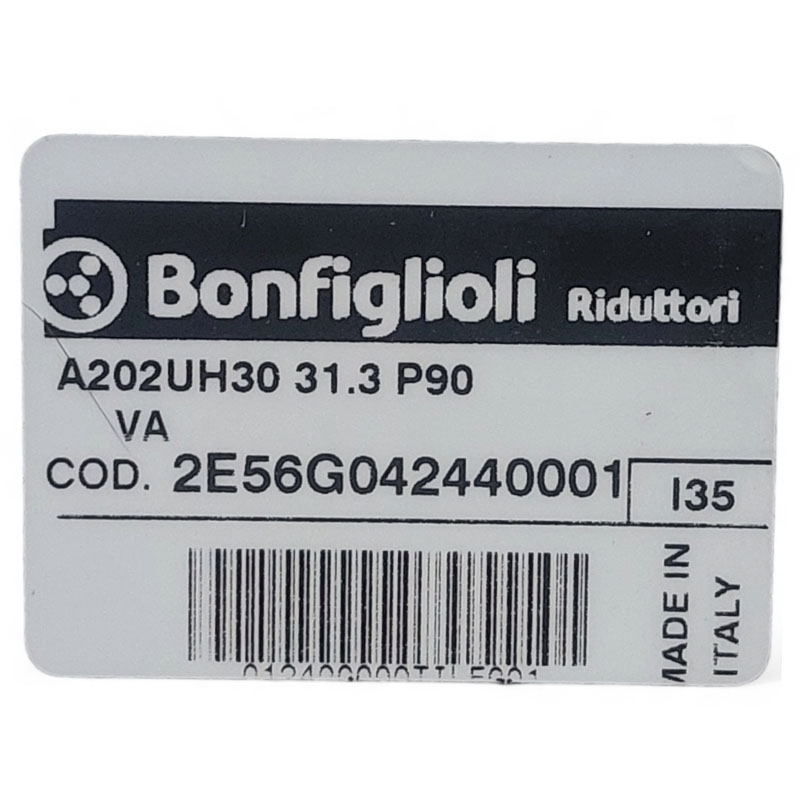 Bonfiglioli Riduttori
A202UH30 31.3 P90
VA
COD. 2E56G042440001 I35
MADE IN
ITALY